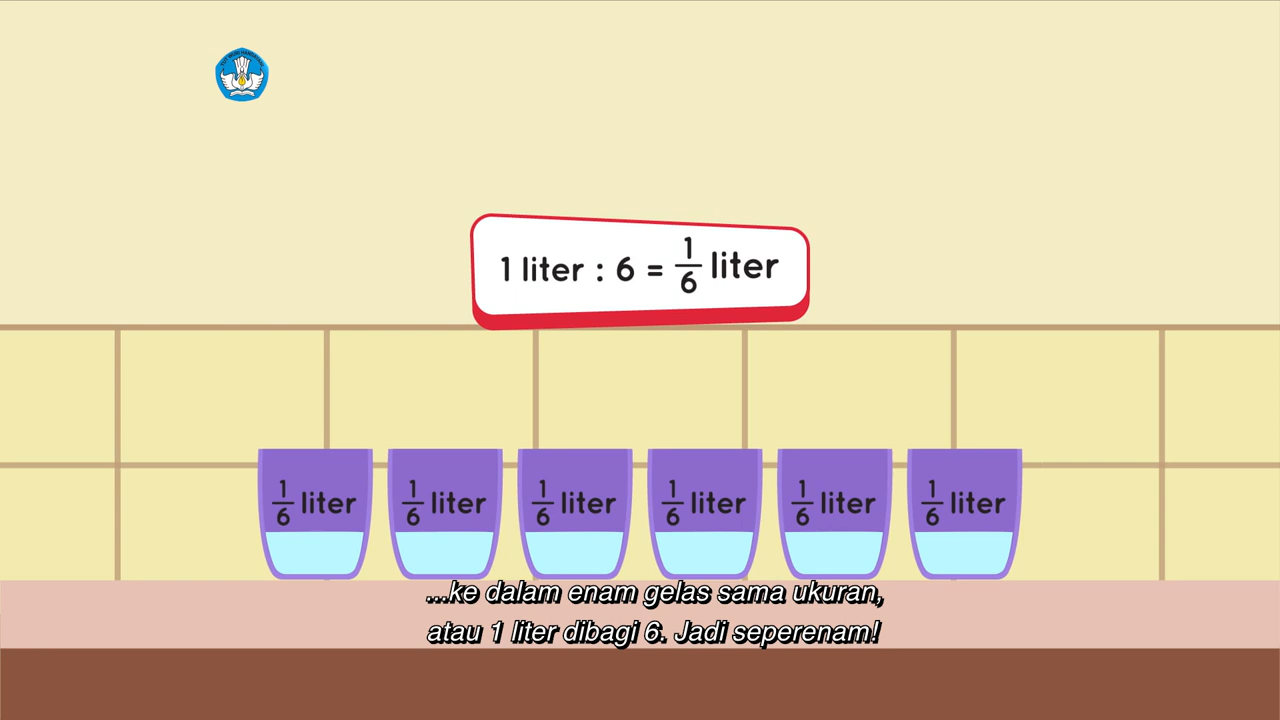 1 liter : 6 = 1/6 liter
1/6 liter 1/6 liter 1/6 liter 1/6 liter 1/6 liter 1/6 liter
...ke dalam enam gelas sama ukuran,
atau 1 liter dibagi 6. Jadi seperenam!